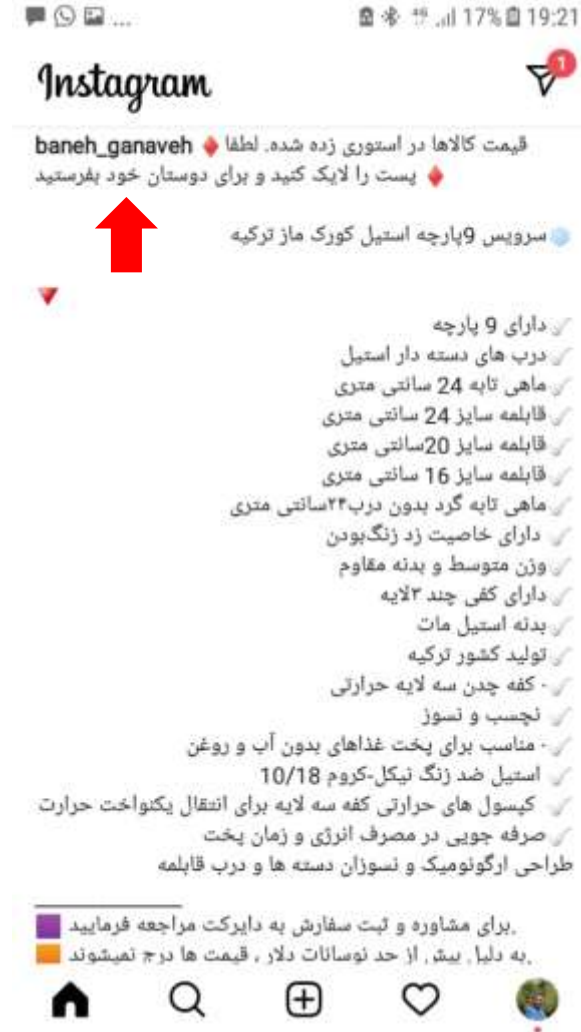 19:21 17% 4G ...
Instagram 1
baneh_ganaveh ♦️ قیمت کالاها در استوری زده شده. لطفا
پست را لایک کنید و برای دوستان خود بفرستید ♦️
سرویس 9پارچه استیل کورک ماز ترکیه
دارای 9 پارچه
درب های دسته دار استیل
ماهی تابه 24 سانتی متری
قابلمه سایز 24 سانتی متری
قابلمه سایز 20سانتی متری
قابلمه سایز 16 سانتی متری
ماهی تابه گرد بدون درب۲۴سانتی متری
دارای خاصیت زد زنگ‌بودن
وزن متوسط و بدنه مقاوم
دارای کفی چند ۳لایه
بدنه استیل مات
تولید کشور ترکیه
- کفه چدن سه لایه حرارتی
نچسب و نسوز
- مناسب برای پخت غذاهای بدون آب و روغن
استیل ضد زنگ نیکل-کروم 10/18
کپسول های حرارتی کفه سه لایه برای انتقال یکنواخت حرارت
صرفه جویی در مصرف انرژی و زمان پخت
طراحی ارگونومیک و نسوزان دسته ها و درب قابلمه
.برای مشاوره و ثبت سفارش به دایرکت مراجعه فرمایید
.به دلیل بیش از حد نوسانات دلار ، قیمت ها درج نمیشوند